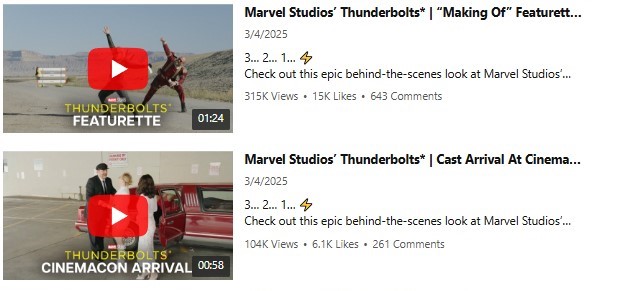 Marvel Studios’ Thunderbolts* | “Making Of” Featurett...
3/4/2025
3... 2... 1... ⚡
Check out this epic behind-the-scenes look at Marvel Studios’...
315K Views • 15K Likes • 643 Comments
THUNDERBOLTS*
FEATURETTE
01:24
Marvel Studios’ Thunderbolts* | Cast Arrival At Cinema...
3/4/2025
3... 2... 1... ⚡
Check out this epic behind-the-scenes look at Marvel Studios’...
104K Views • 6.1K Likes • 261 Comments
THUNDERBOLTS*
CINEMACON ARRIVAL
00:58